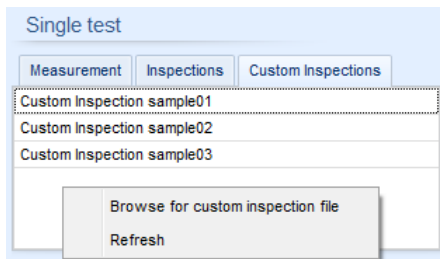 Single test
Measurement Inspections Custom Inspections
Custom Inspection sample01
Custom Inspection sample02
Custom Inspection sample03
Browse for custom inspection file
Refresh